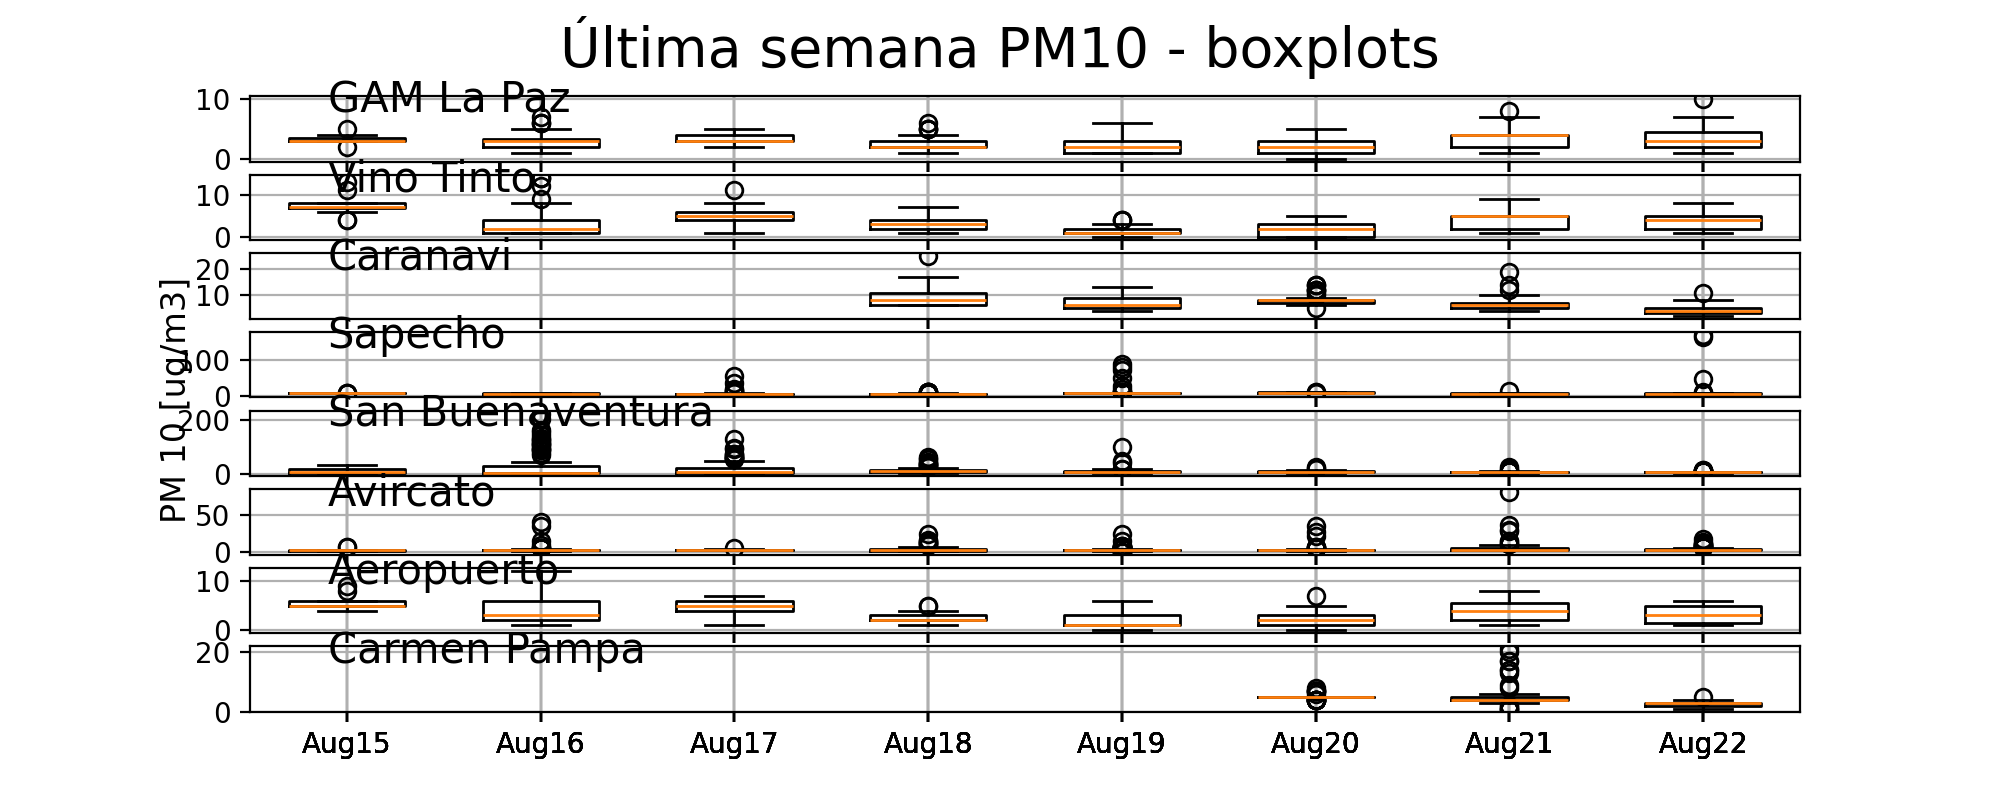 Última semana PM10 - boxplots
PM 10 [ug/m3]
GAM La Paz
10
0
Vino Tinto
10
0
Caranavi
20
10
Sapecho
100
0
San Buenaventura
200
0
Avircato
50
0
Aeropuerto
10
0
Carmen Pampa
20
0
Aug15 Aug16 Aug17 Aug18 Aug19 Aug20 Aug21 Aug22